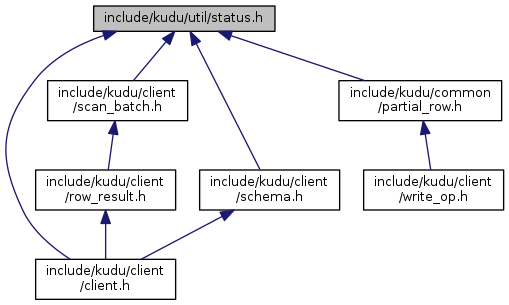 include/kudu/util/status.h
include/kudu/client
/scan_batch.h
include/kudu/common
/partial_row.h
include/kudu/client
/row_result.h
include/kudu/client
/schema.h
include/kudu/client
/write_op.h
include/kudu/client
/client.h